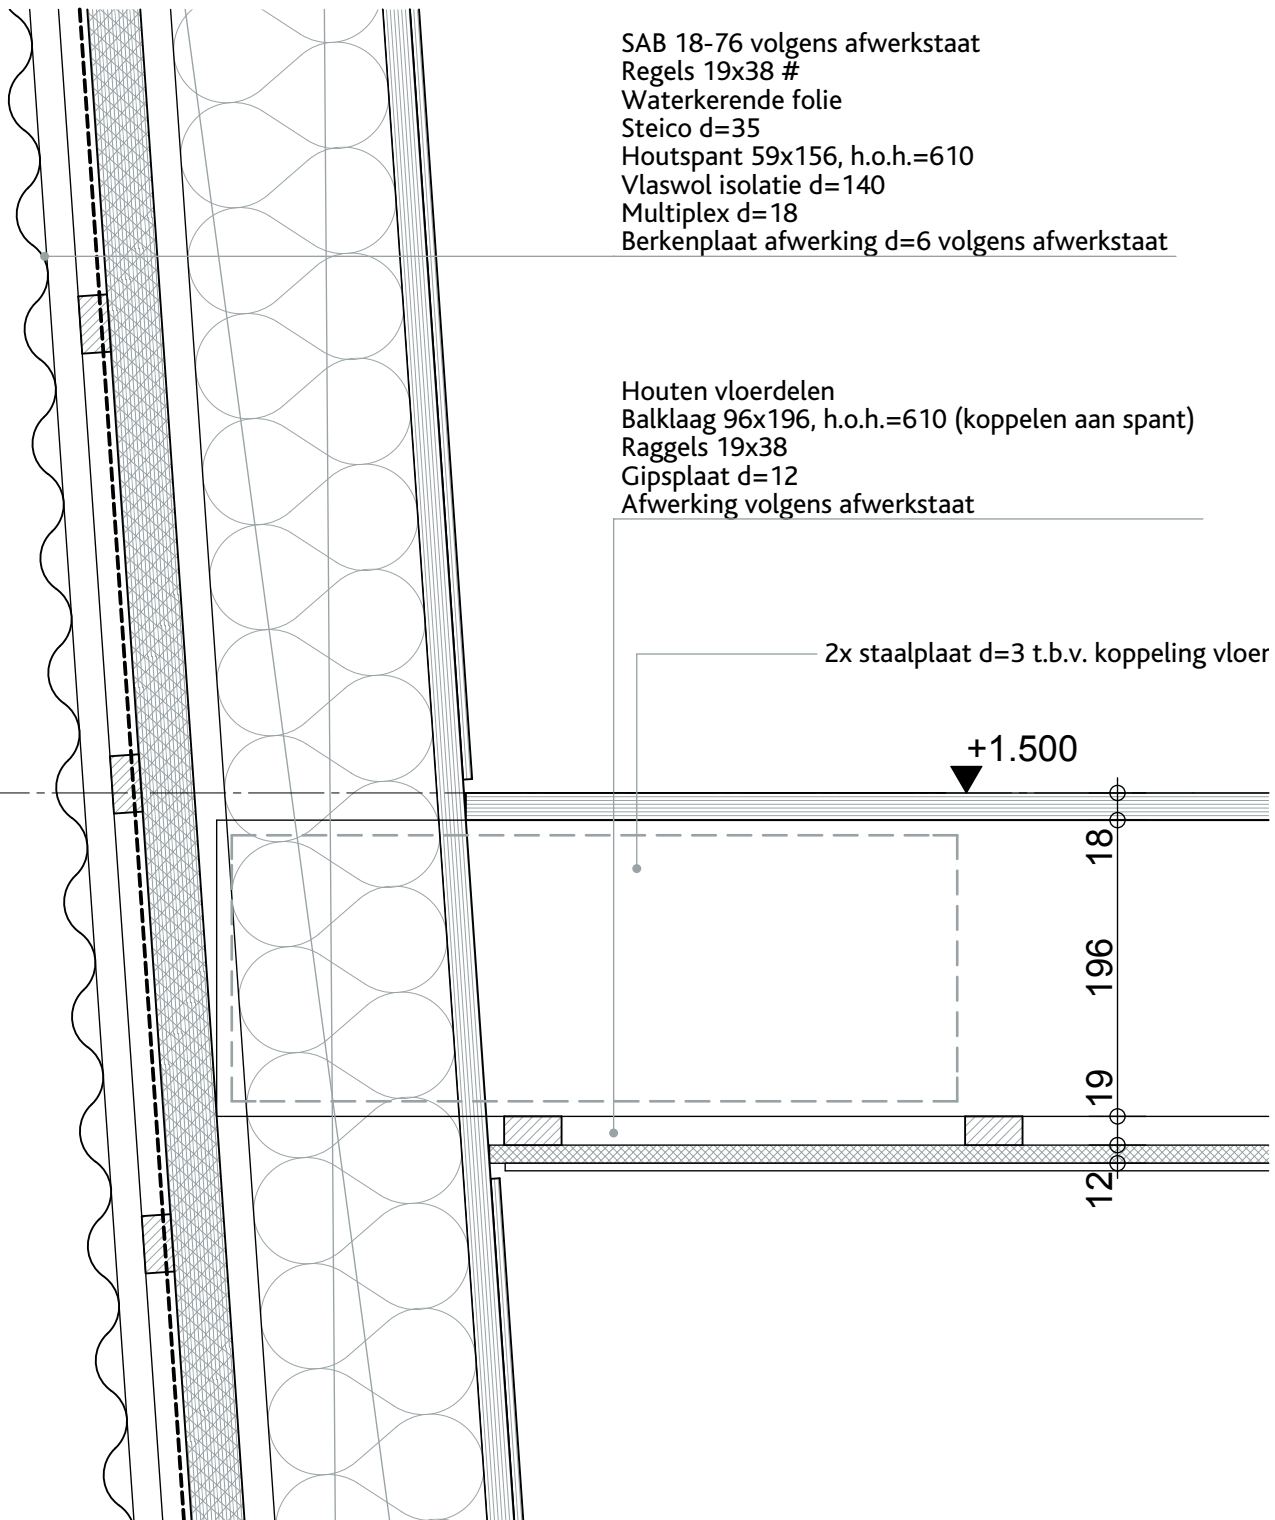 SAB 18-76 volgens afwerkstaat
Regels 19x38 #
Waterkerende folie
Steico d=35
Houtspant 59x156, h.o.h.=610
Vlaswol isolatie d=140
Multiplex d=18
Berkenplaat afwerking d=6 volgens afwerkstaat
Houten vloerdelen
Balklaag 96x196, h.o.h.=610 (koppelen aan spant)
Raggels 19x38
Gipsplaat d=12
Afwerking volgens afwerkstaat
2x staalplaat d=3 t.b.v. koppeling vloer
+1.500
18
196
19
12